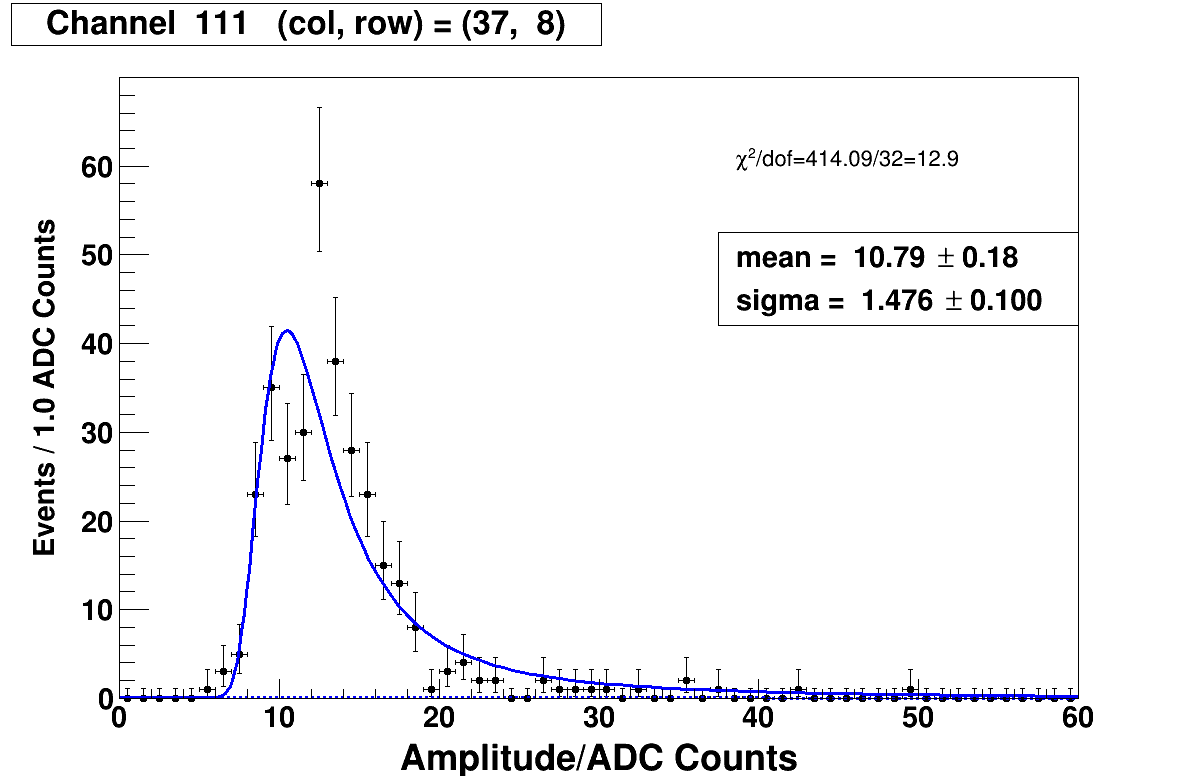 Channel 111 (col, row) = (37, 8)
χ²/dof=414.09/32=12.9
mean = 10.79 ± 0.18
sigma = 1.476 ± 0.100
Events / 1.0 ADC Counts
60
50
40
30
20
10
0
0 10 20 30 40 50 60
Amplitude/ADC Counts